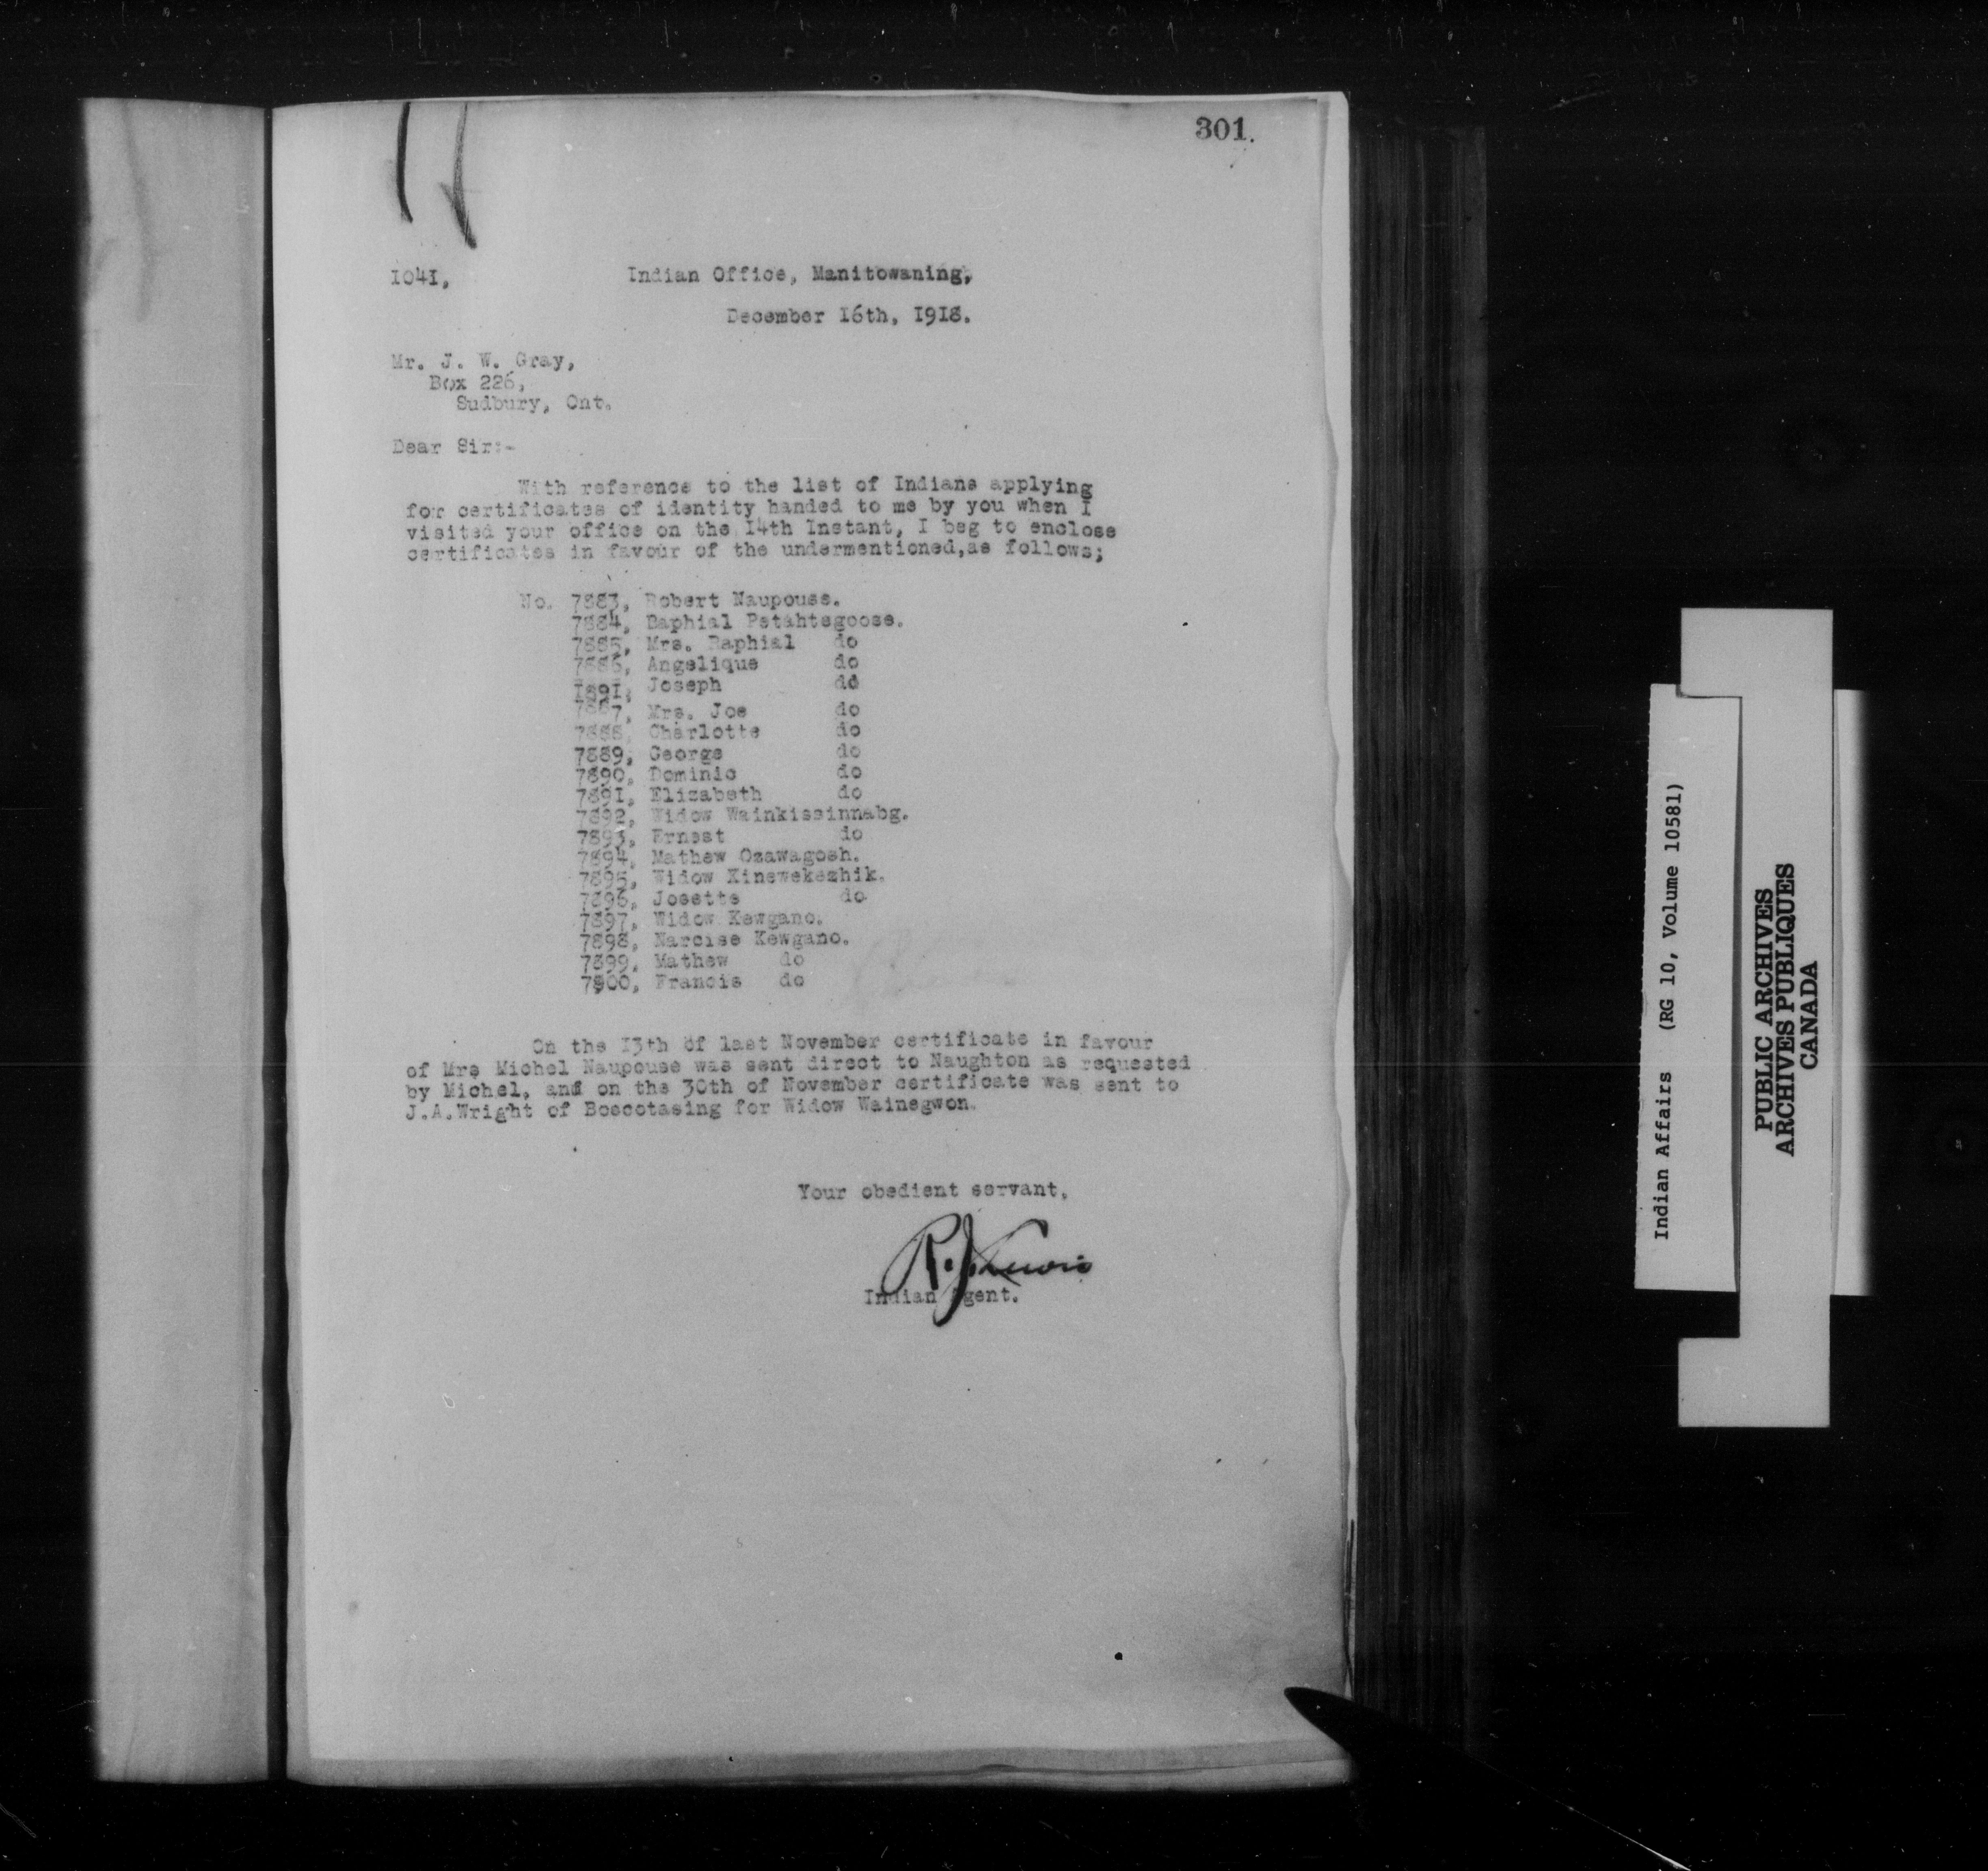 301.
1041,
Indian Office, Manitowaning,
December 16th, 1918.
Mr. J. W. Gray,
Box 226,
Sudbury, Ont.
Dear Sir:-
With reference to the list of Indians applying
for certificates of identity handed to me by you when I
visited your office on the 14th Instant, I beg to enclose
certificates in favour of the undermentioned,as follows;
No. 7883, Robert Naupouse.
7884, Raphial Petahtegoose.
7885, Mrs. Raphial do
7886, Angelique do
1891, Joseph do
7887, Mrs. Joe do
7888, Charlotte do
7889, George do
7890, Dominic do
7891, Elizabeth do
7892, Widow Wainkissinnabg.
7893, Ernest do
7894, Mathew Ozawagosh.
7895, Widow Kinewekezhik.
7896, Josette do
7897, Widow Kewgano.
7898, Narcise Kewgano.
7899, Mathew do
7900, Francis do
On the 13th of last November certificate in favour
of Mrs Michel Naupouse was sent direct to Naughton as requested
by Michel, and on the 30th of November certificate was sent to
J.A.Wright of Boscotasing for Widow Wainegwon.
Your obedient servant,
R.J.
Indian Agent.
Indian Affairs (RG 10, Volume 10581)
PUBLIC ARCHIVES
ARCHIVES PUBLIQUES
CANADA